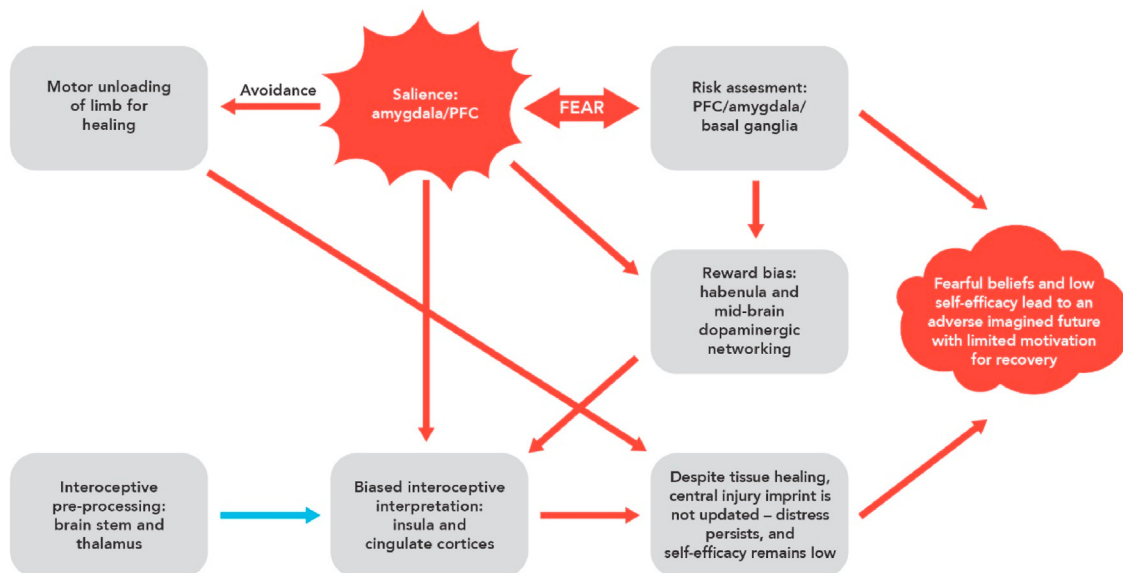 Motor unloading
of limb for
healing
Avoidance
Salience:
amygdala/PFC
FEAR
Risk assesment:
PFC/amygdala/
basal ganglia
Reward bias:
habenula and
mid-brain
dopaminergic
networking
Fearful beliefs and low
self-efficacy lead to an
adverse imagined future
with limited motivation
for recovery
Interoceptive
pre-processing:
brain stem and
thalamus
Biased interoceptive
interpretation:
insula and
cingulate cortices
Despite tissue healing,
central injury imprint is
not updated – distress
persists, and
self-efficacy remains low